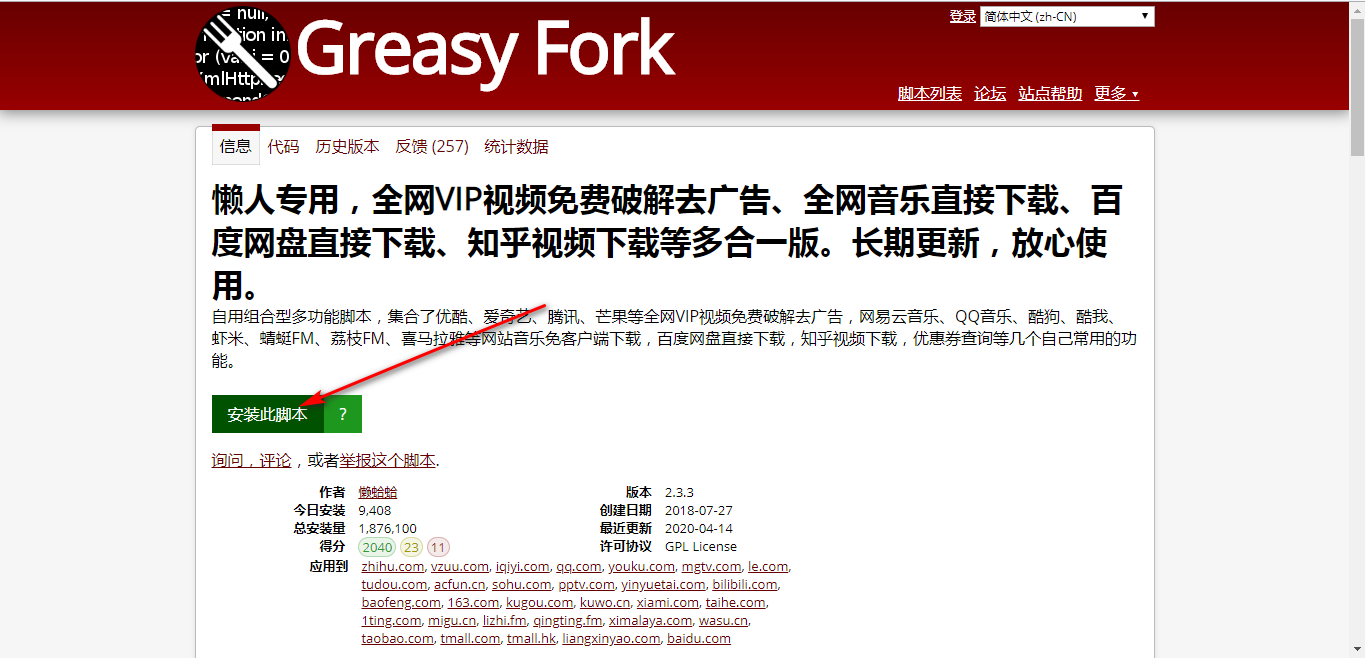 = null,
tion in
or (va i = 0
mlHttp
Greasy Fork
登录 简体中文 (zh-CN)
脚本列表 论坛 站点帮助 更多
信息 代码 历史版本 反馈 (257) 统计数据
懒人专用，全网VIP视频免费破解去广告、全网音乐直接下载、百
度网盘直接下载、知乎视频下载等多合一版。长期更新，放心使
用。
自用组合型多功能脚本，集合了优酷、爱奇艺、腾讯、芒果等全网VIP视频免费破解去广告，网易云音乐、QQ音乐、酷狗、酷我、
虾米、蜻蜓FM、荔枝FM、喜马拉雅等网站音乐免客户端下载，百度网盘直接下载，知乎视频下载，优惠券查询等几个自己常用的功
能。
安装此脚本 ?
询问，评论，或者举报这个脚本.
作者 懒蛤蛤 版本 2.3.3
今日安装 9,408 创建日期 2018-07-27
总安装量 1,876,100 最近更新 2020-04-14
得分 2040 23 11 许可协议 GPL License
应用到 zhihu.com, vzuu.com, iqiyi.com, qq.com, youku.com, mgtv.com, le.com,
tudou.com, acfun.cn, sohu.com, pptv.com, yinyuetai.com, bilibili.com,
baofeng.com, 163.com, kugou.com, kuwo.cn, xiami.com, taihe.com,
1ting.com, migu.cn, lizhi.fm, qingting.fm, ximalaya.com, wasu.cn,
taobao.com, tmall.com, tmall.hk, liangxinyao.com, baidu.com